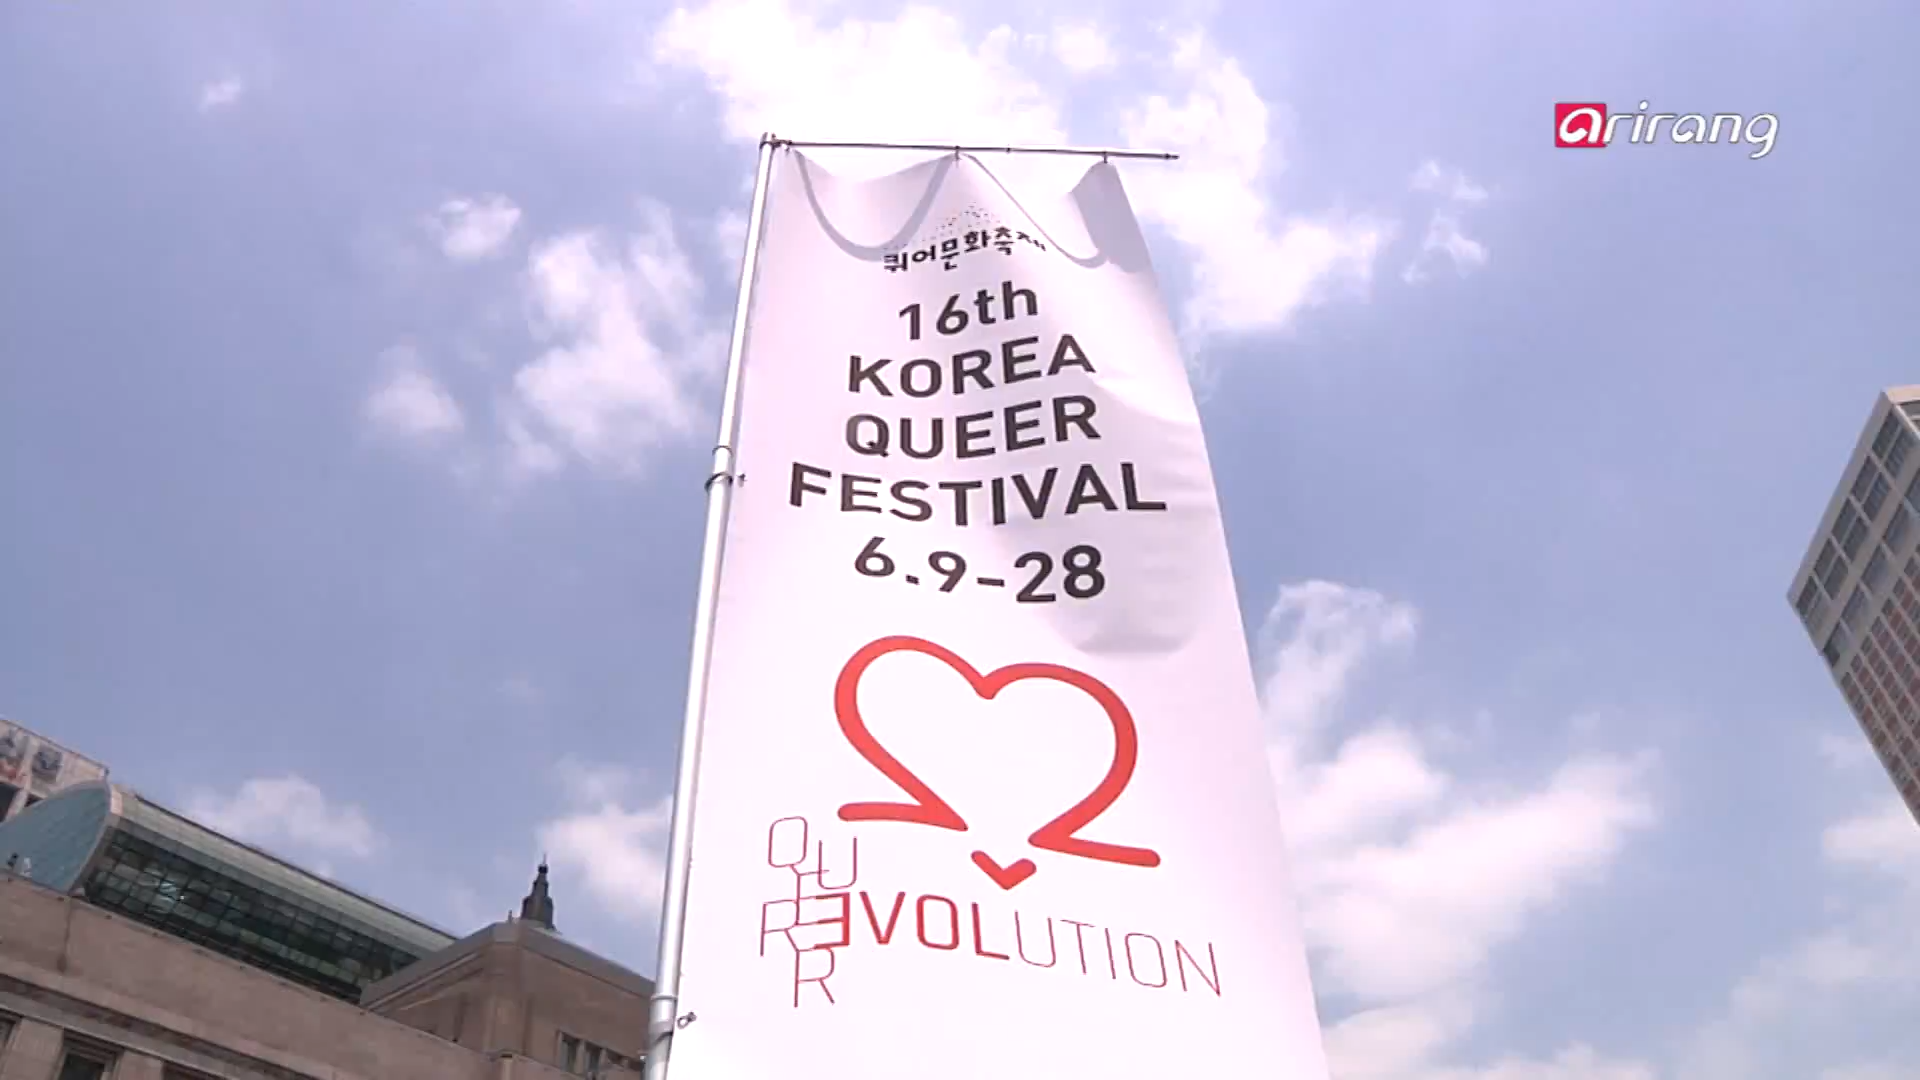 arirang
퀴어문화축제
16th
KOREA
QUEER
FESTIVAL
6.9-28
QUEER
REVOLUTION